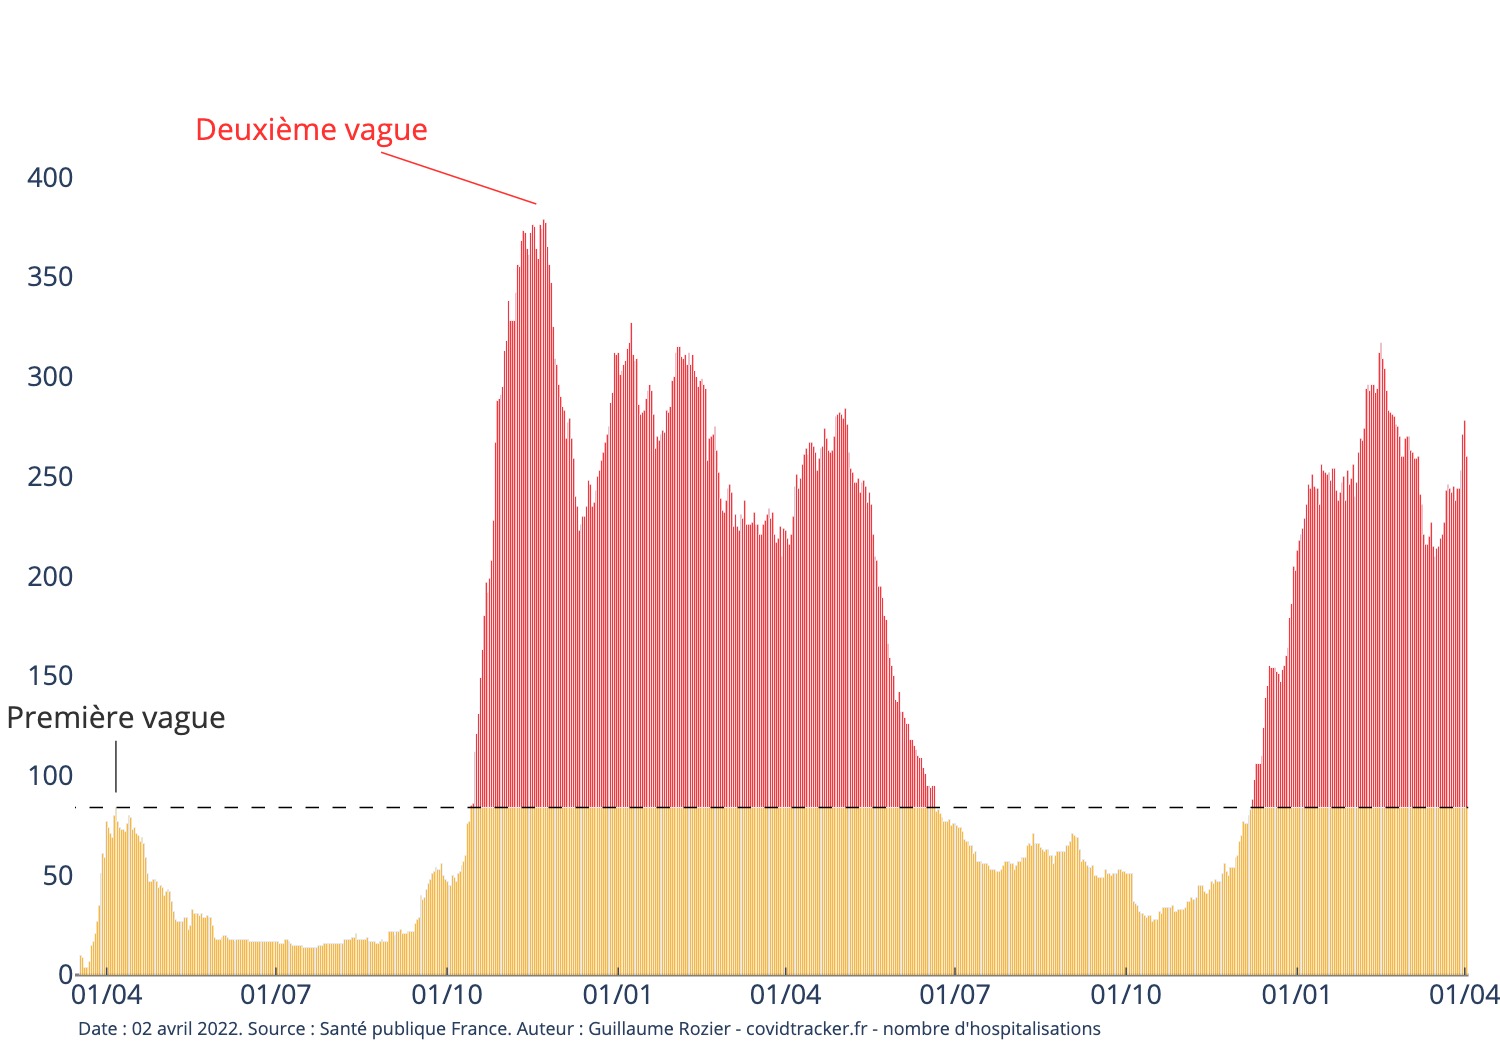 Deuxième vague
400
350
300
250
200
150
Première vague
100
50
0
01/04 01/07 01/10 01/01 01/04 01/07 01/10 01/01 01/04
Date : 02 avril 2022. Source : Santé publique France. Auteur : Guillaume Rozier - covidtracker.fr - nombre d'hospitalisations